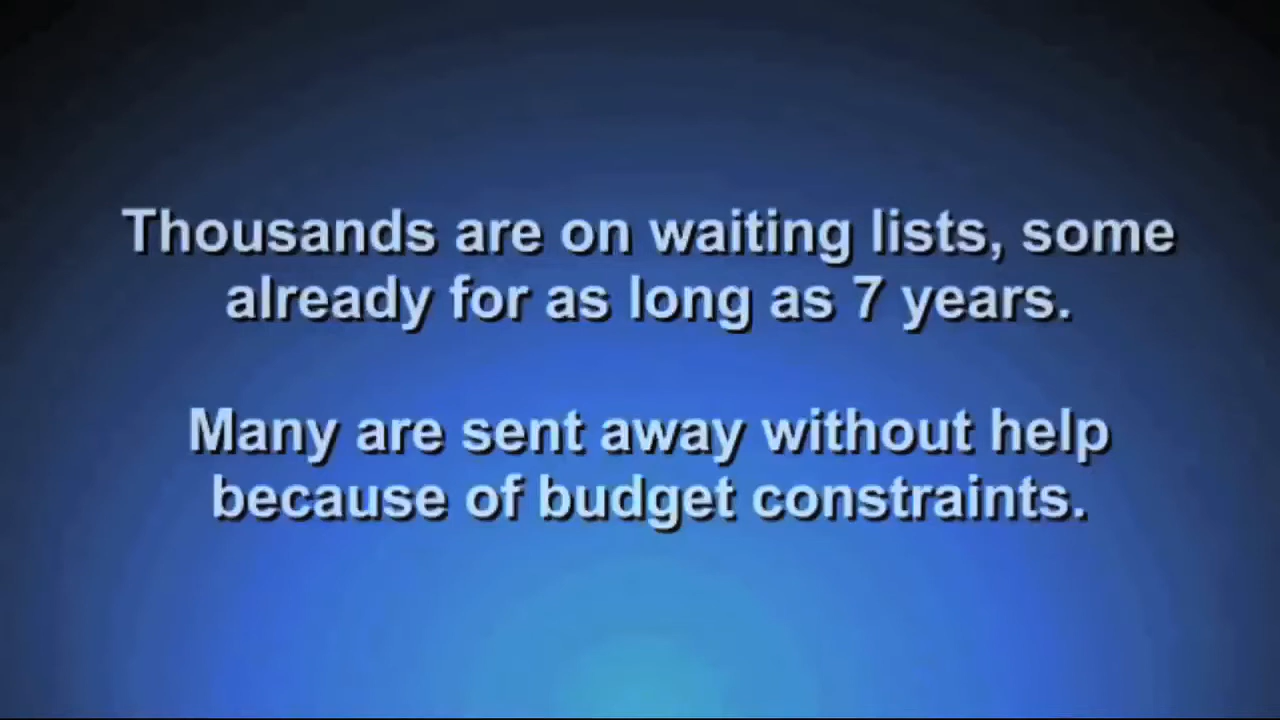 Thousands are on waiting lists, some
already for as long as 7 years.
Many are sent away without help
because of budget constraints.